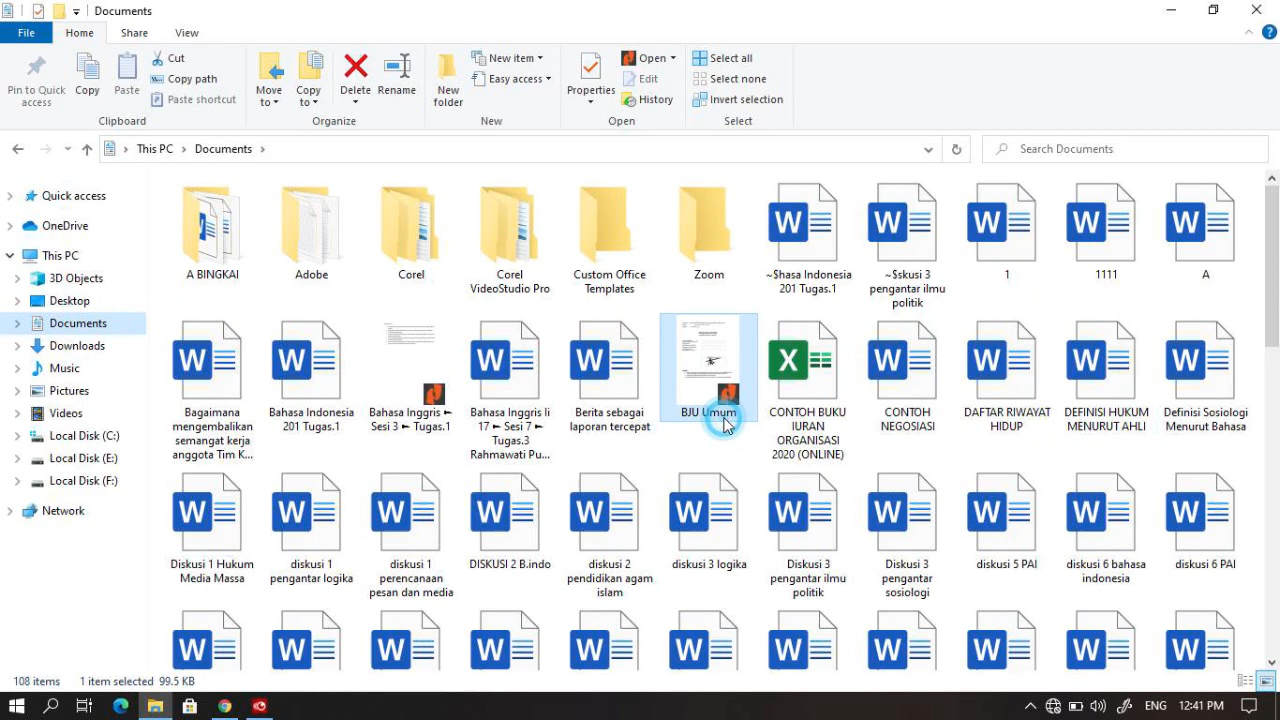 Documents
File
Home
Share
View
Pin to Quick
access
Copy
Paste
Cut
Copy path
Paste shortcut
Clipboard
Move
to
Copy
to
Delete
Rename
Organize
New
folder
New item
Easy access
New
Properties
Open
Edit
History
Open
Select all
Select none
Invert selection
Select
This PC
Documents
Search Documents
Quick access
OneDrive
This PC
3D Objects
Desktop
Documents
Downloads
Music
Pictures
Videos
Local Disk (C:)
Local Disk (E:)
Local Disk (F:)
Network
A BINGKAI
Adobe
Corel
Corel
VideoStudio Pro
Custom Office
Templates
Zoom
~$hasa Indonesia
201 Tugas.1
~$skusi 3
pengantar ilmu
politik
1
1111
A
Bagaimana
mengembalikan
semangat kerja
anggota Tim K...
Bahasa Indonesia
201 Tugas.1
Bahasa Inggris ►
Sesi 3 ► Tugas.1
Bahasa Inggris Ii
17 ► Sesi 7 ►
Tugas.3
Rahmawati Pu...
Berita sebagai
laporan tercepat
BJU Umum
CONTOH BUKU
IURAN
ORGANISASI
2020 (ONLINE)
CONTOH
NEGOSIASI
DAFTAR RIWAYAT
HIDUP
DEFINISI HUKUM
MENURUT AHLI
Definisi Sosiologi
Menurut Bahasa
Diskusi 1 Hukum
Media Massa
diskusi 1
pengantar logika
diskusi 1
perencanaan
pesan dan media
DISKUSI 2 B.indo
diskusi 2
pendidikan agam
islam
diskusi 3 logika
Diskusi 3
pengantar ilmu
politik
Diskusi 3
pengantar
sosiologi
diskusi 5 PAI
diskusi 6 bahasa
indonesia
diskusi 6 PAI
108 items
1 item selected 99.5 KB
ENG
12:41 PM